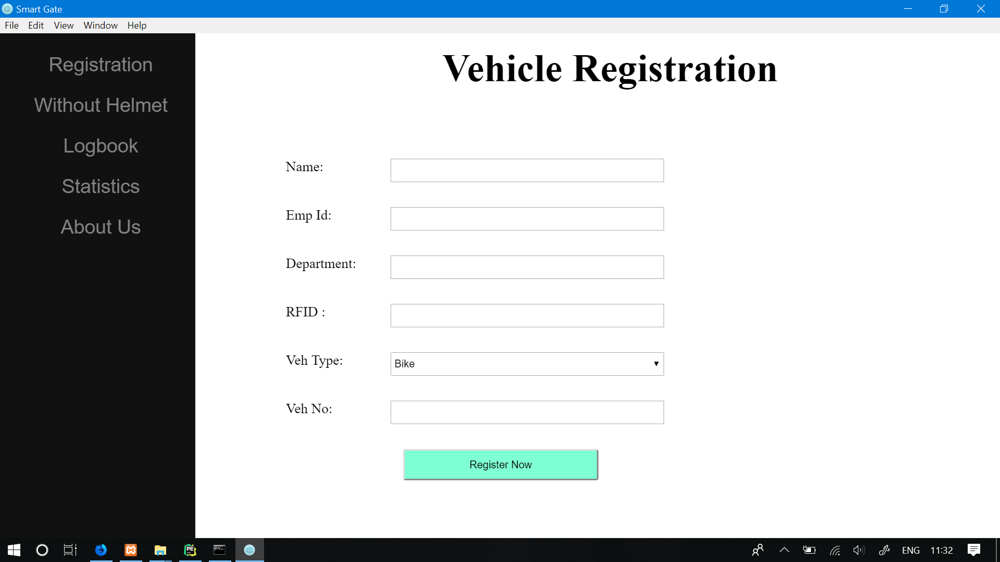 Smart Gate
File Edit View Window Help
Registration
Without Helmet
Logbook
Statistics
About Us
Vehicle Registration
Name:
Emp Id:
Department:
RFID :
Veh Type:
Bike
Veh No:
Register Now
PE
ENG 11:32